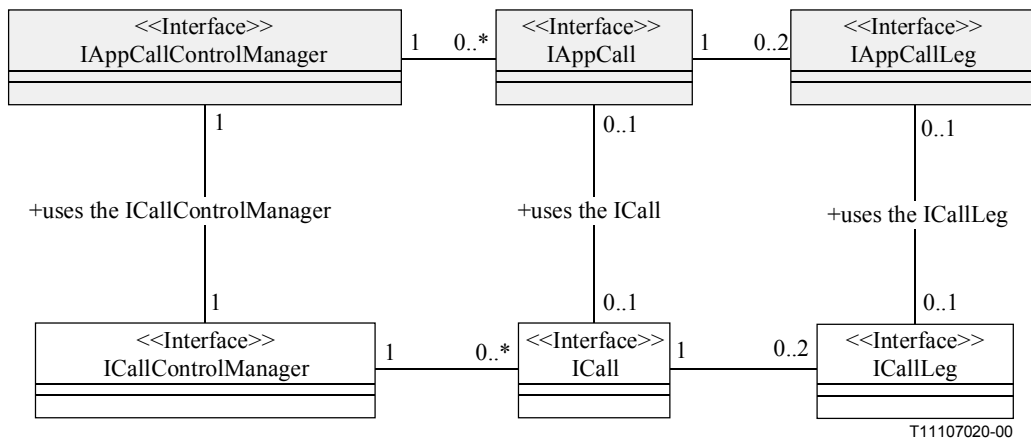 <<Interface>>
IAppCallControlManager
1
0..*
<<Interface>>
IAppCall
1
0..2
<<Interface>>
IAppCallLeg
1
0..1
0..1
+uses the ICallControlManager
+uses the ICall
+uses the ICallLeg
1
0..1
0..1
<<Interface>>
ICallControlManager
1
0..*
<<Interface>>
ICall
1
0..2
<<Interface>>
ICallLeg
T11107020-00